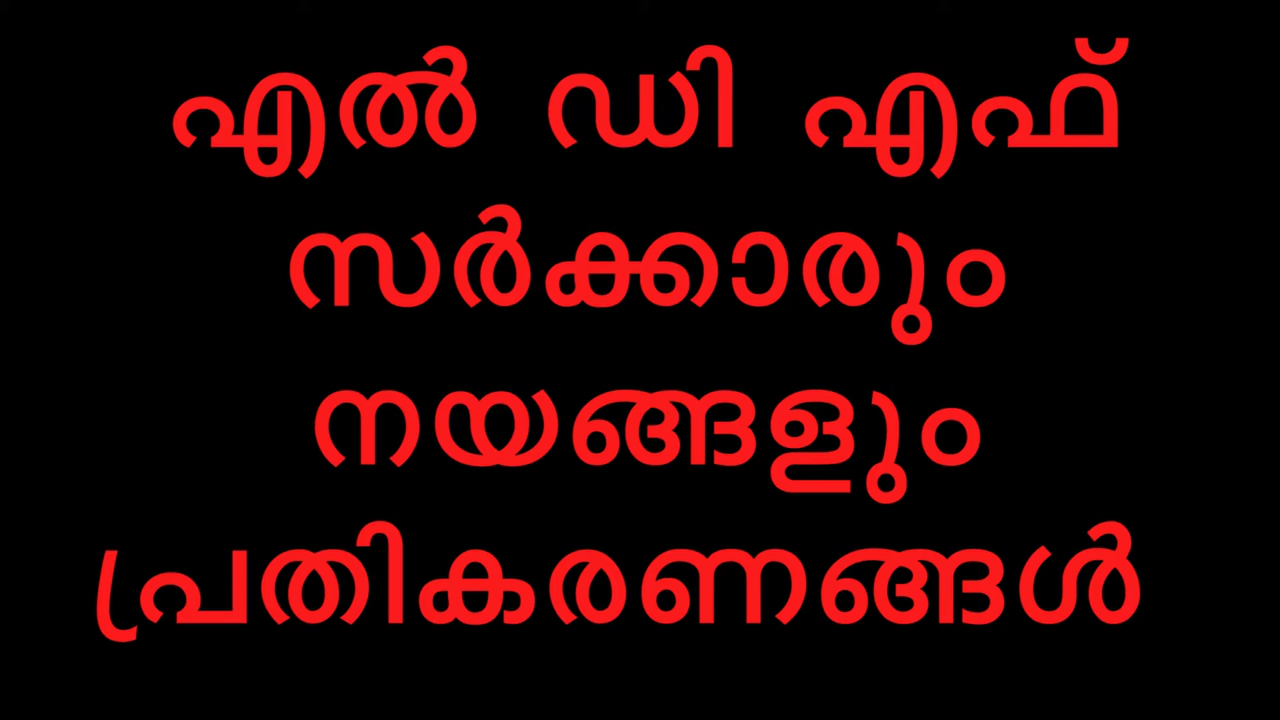 എൽ ഡി എഫ്
സർക്കാരും
നയങ്ങളും
പ്രതികരണങ്ങൾ